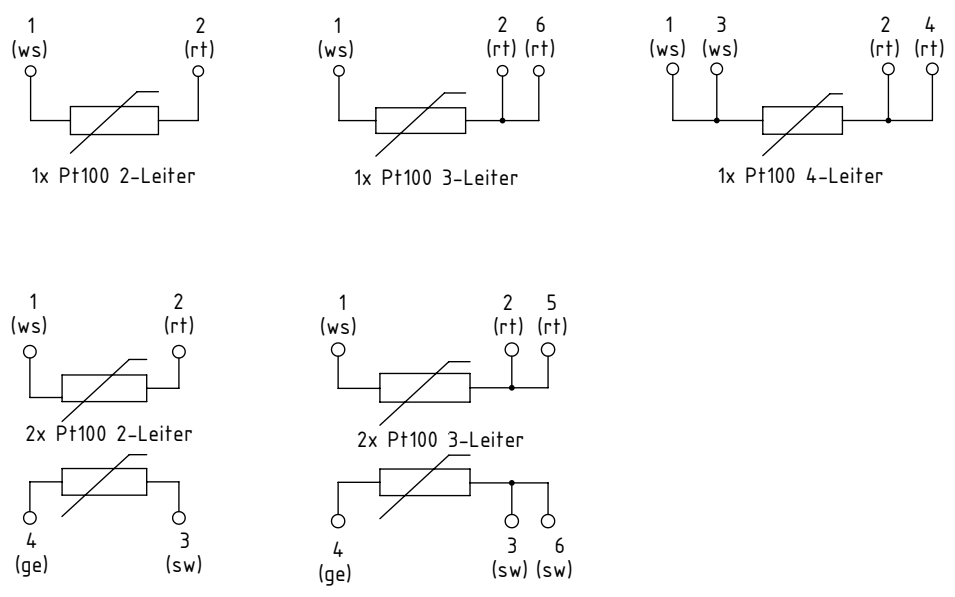 1 2
(ws) (rt)
1x Pt100 2-Leiter
1 2 6
(ws) (rt) (rt)
1x Pt100 3-Leiter
1 3 2 4
(ws) (ws) (rt) (rt)
1x Pt100 4-Leiter
1 2
(ws) (rt)
2x Pt100 2-Leiter
4 3
(ge) (sw)
1 2 5
(ws) (rt) (rt)
2x Pt100 3-Leiter
4 3 6
(ge) (sw) (sw)